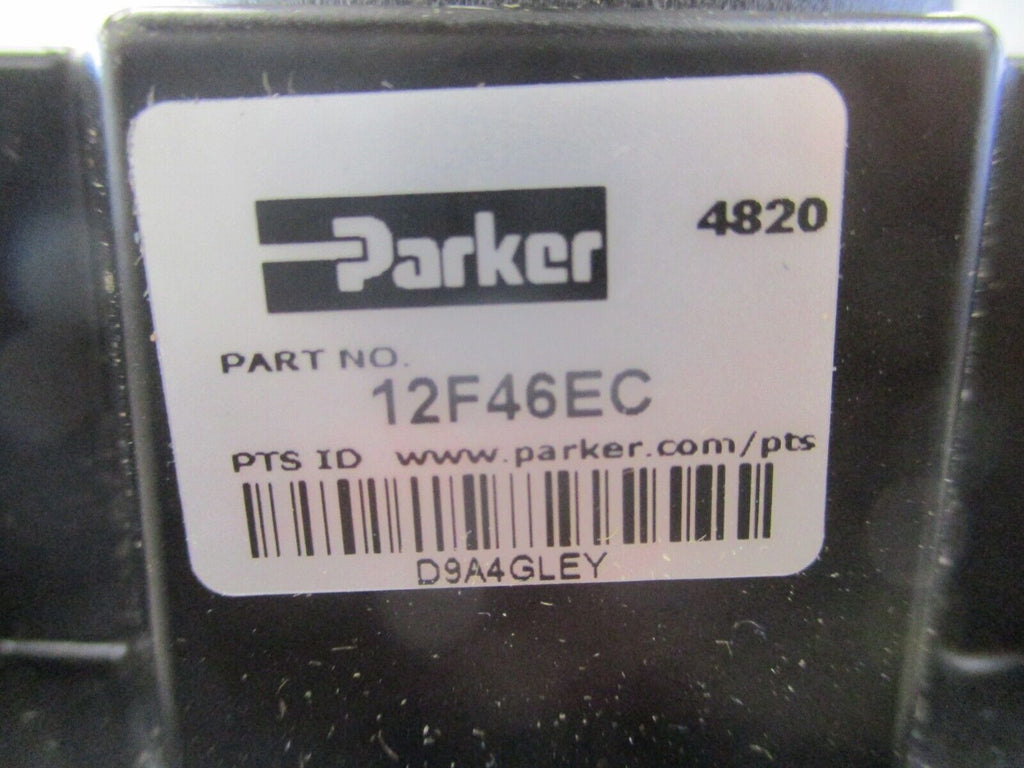 Parker
4820
PART NO.
12F46EC
PTS ID www.parker.com/pts
D9A4GLEY